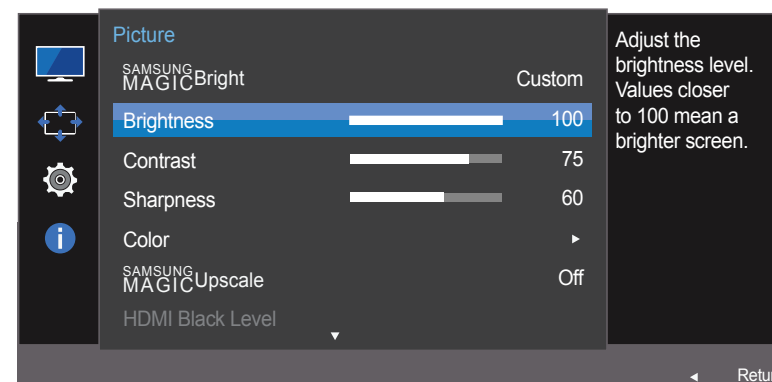 Picture
SAMSUNG
MAGIC Bright Custom
Brightness 100
Contrast 75
Sharpness 60
Color
SAMSUNG
MAGIC Upscale Off
HDMI Black Level
Adjust the
brightness level.
Values closer
to 100 mean a
brighter screen.